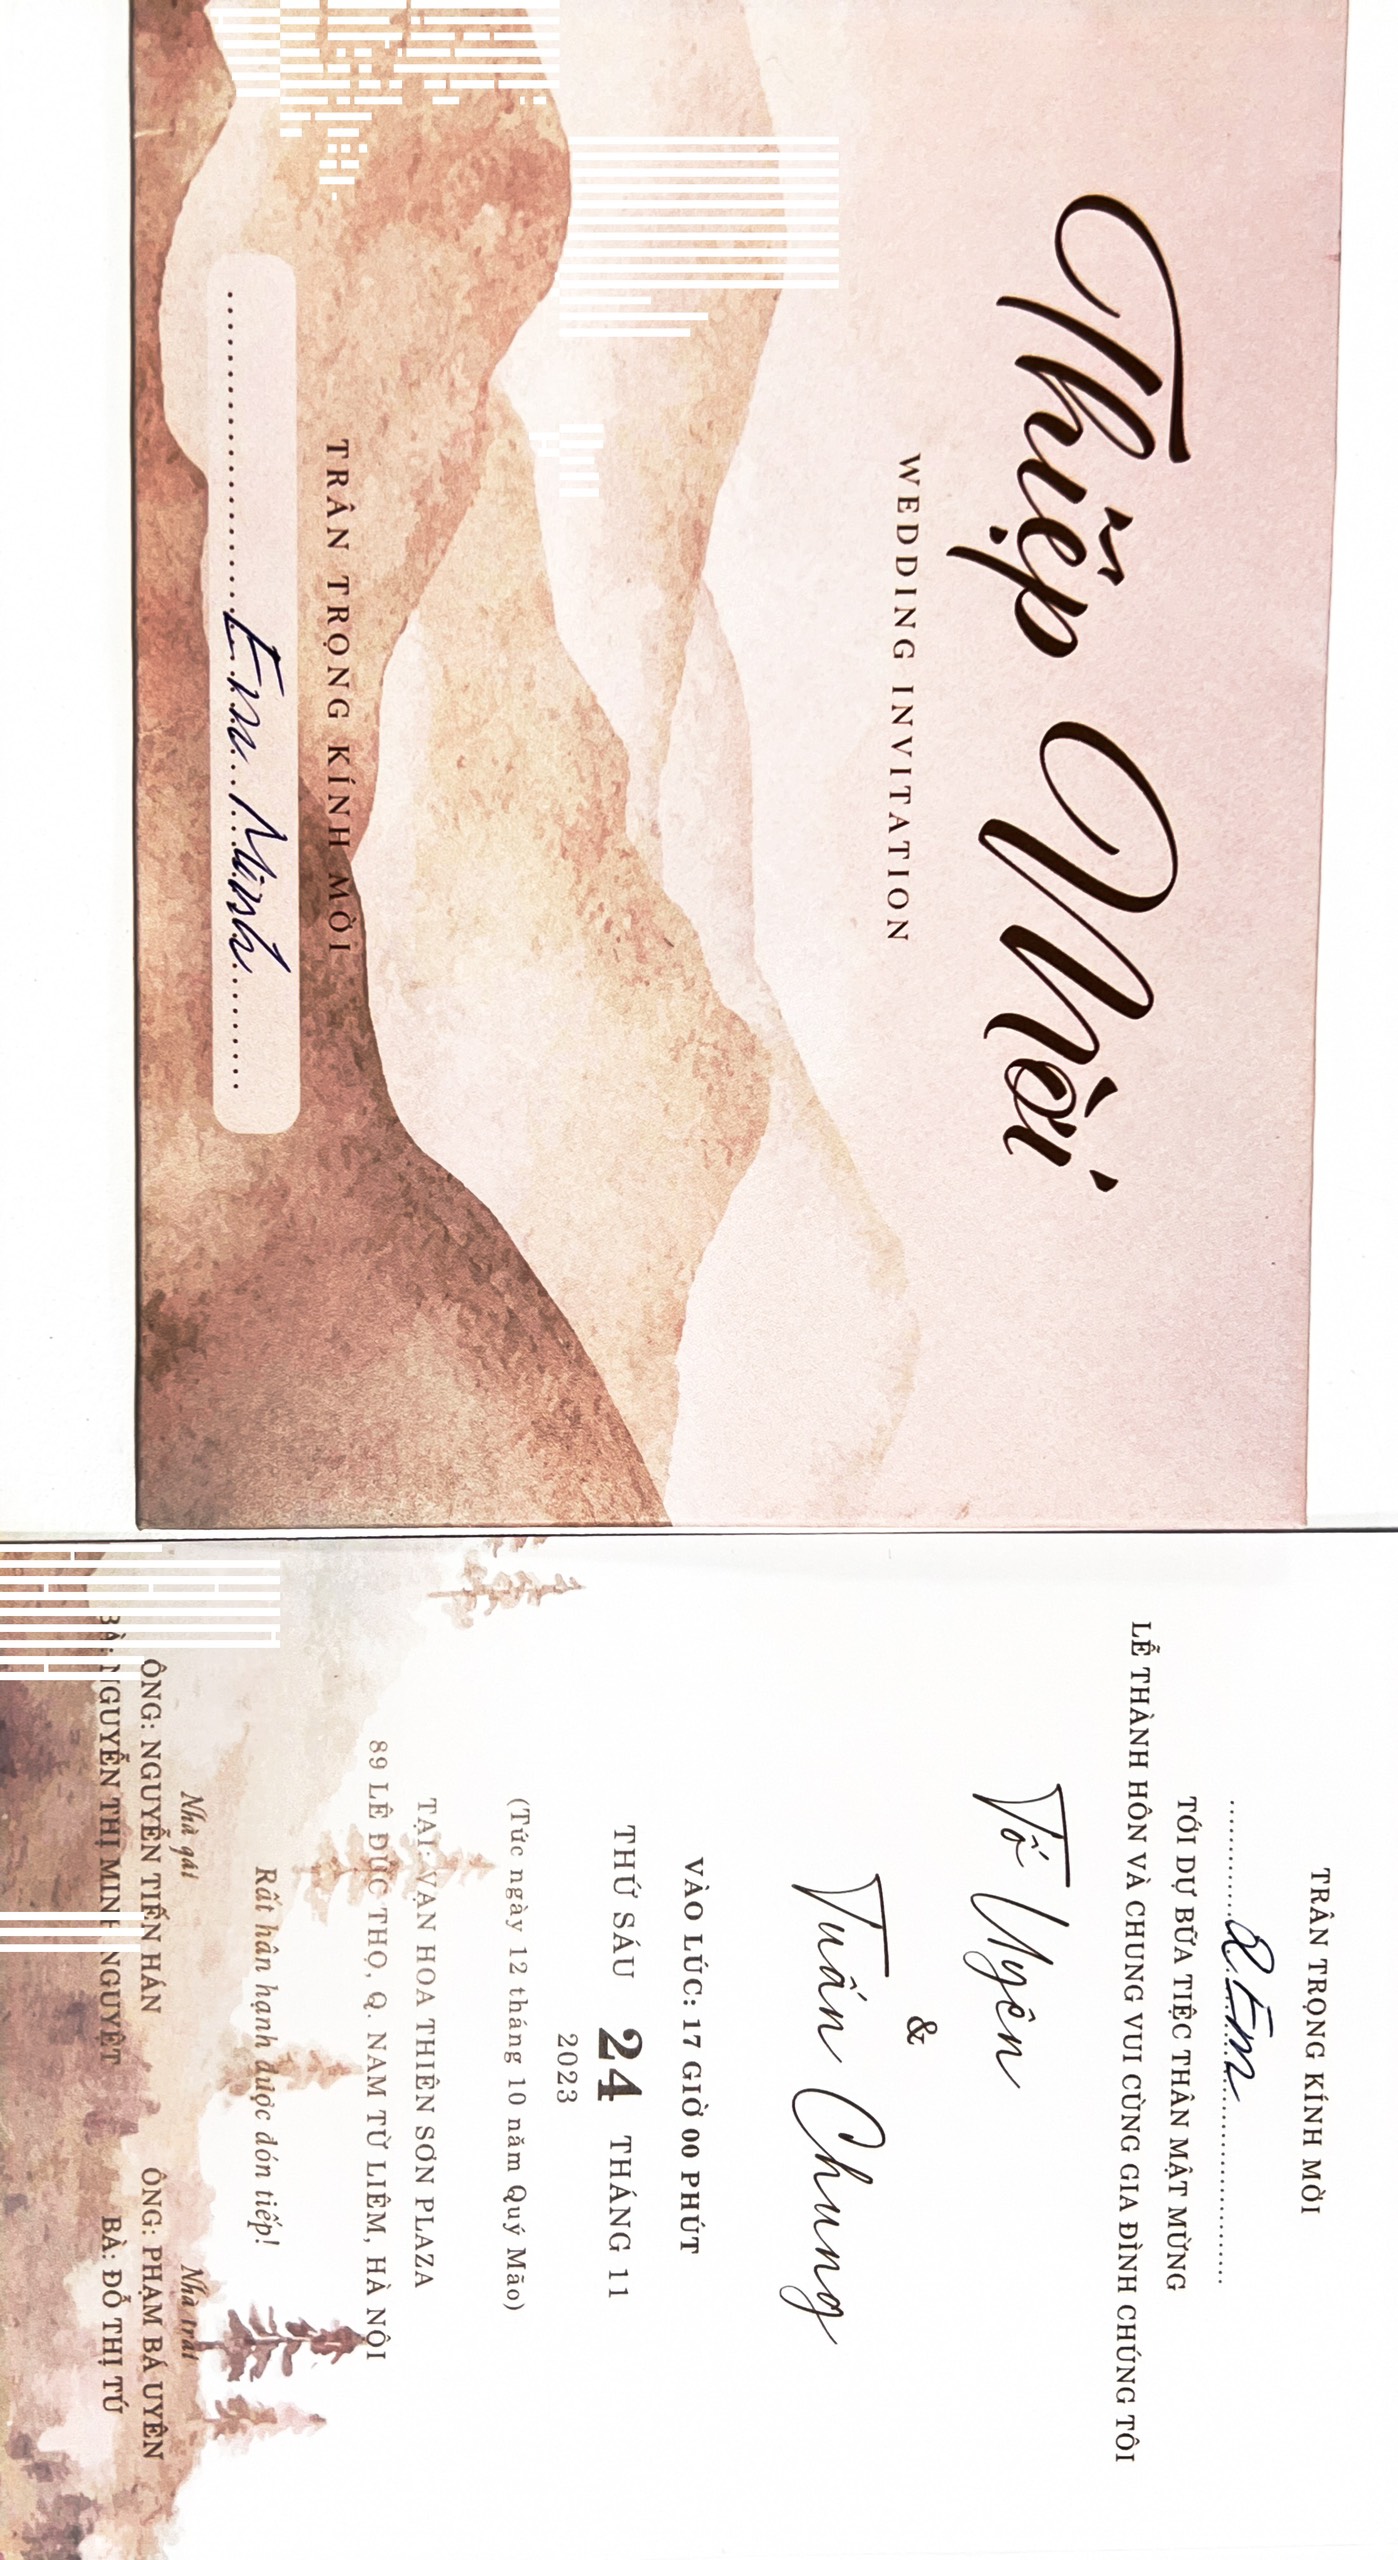 Thiệp Mời
WEDDING INVITATION
TRÂN TRỌNG KÍNH MỜI
Em Minh
TRÂN TRỌNG KÍNH MỜI
2 Em
TỚI DỰ BỮA TIỆC THÂN MẬT MỪNG
LỄ THÀNH HÔN VÀ CHUNG VUI CÙNG GIA ĐÌNH CHÚNG TÔI
Tố Uyên
&
Tuấn Chung
VÀO LÚC: 17 GIỜ 00 PHÚT
THỨ SÁU 24 THÁNG 11
2023
(Tức ngày 12 tháng 10 năm Quý Mão)
TẠI: VẠN HOA THIÊN SƠN PLAZA
89 LÊ ĐỨC THỌ, Q. NAM TỪ LIÊM, HÀ NỘI
Rất hân hạnh được đón tiếp!
Nhà gái
ÔNG: NGUYỄN TIẾN HÁN
BÀ: NGUYỄN THỊ MINH NGUYỆT
Nhà trai
ÔNG: PHẠM BÁ UYÊN
BÀ: ĐỖ THỊ TÚ